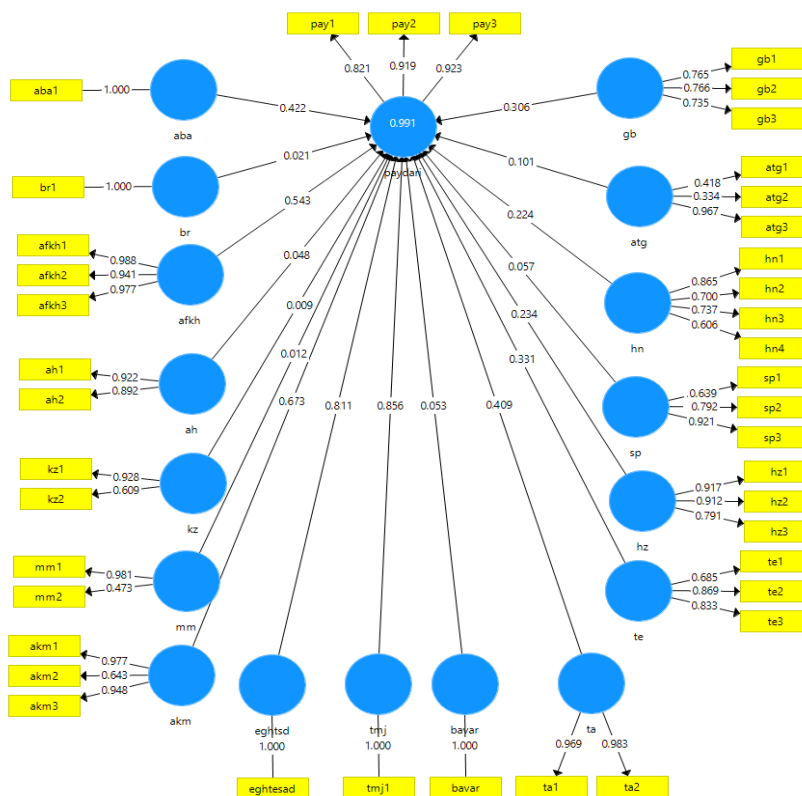 pay1
pay2
pay3
0.821
0.919
0.923
aba1
1.000
aba
0.422
0.991
paydari
0.306
gb
0.765
0.766
0.735
gb1
gb2
gb3
br1
1.000
br
0.021
0.101
atg
0.418
0.334
0.967
atg1
atg2
atg3
afkh1
afkh2
afkh3
0.988
0.941
0.977
afkh
0.543
0.224
hn
0.865
0.700
0.737
0.606
hn1
hn2
hn3
hn4
ah1
ah2
0.922
0.892
ah
0.048
0.057
sp
0.639
0.792
0.921
sp1
sp2
sp3
kz1
kz2
0.928
0.609
kz
0.009
0.234
hz
0.917
0.912
0.791
hz1
hz2
hz3
mm1
mm2
0.981
0.473
mm
0.012
0.331
te
0.685
0.869
0.833
te1
te2
te3
akm1
akm2
akm3
0.977
0.643
0.948
akm
0.673
0.811
0.856
0.053
0.409
eghtsd
tmj
bavar
ta
1.000
1.000
1.000
0.969
0.983
eghtesad
tmj1
bavar
ta1
ta2